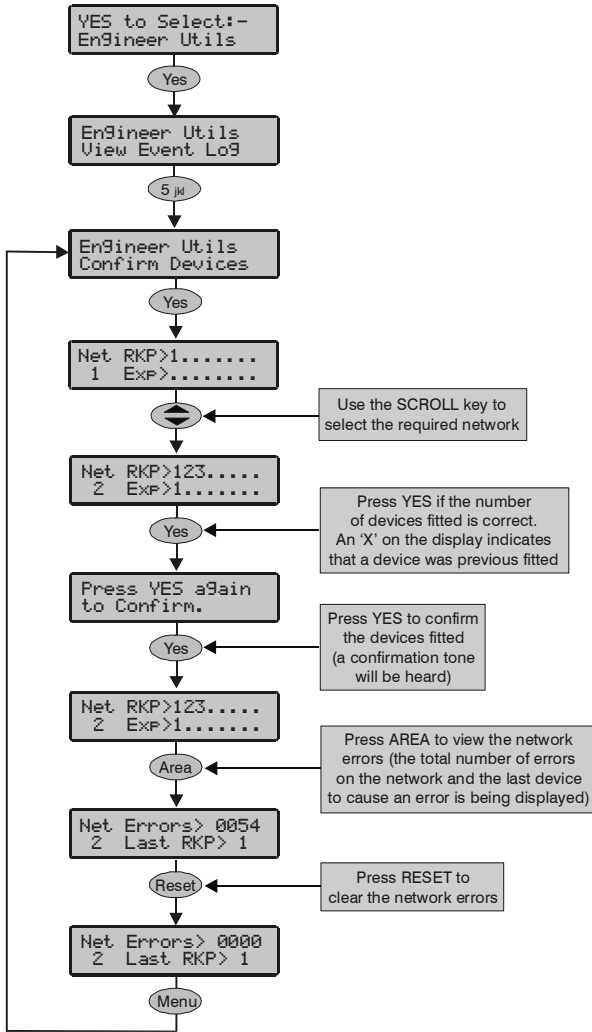 YES to Select:-
Engineer Utils
Yes
Engineer Utils
View Event Log
5 jkl
Engineer Utils
Confirm Devices
Yes
Net RKP>1.......
1 Exp>........
Use the SCROLL key to
select the required network
Net RKP>123.....
2 Exp>1.......
Press YES if the number
of devices fitted is correct.
An ‘X’ on the display indicates
that a device was previous fitted
Yes
Press YES again
to Confirm.
Press YES to confirm
the devices fitted
(a confirmation tone
will be heard)
Yes
Net RKP>123.....
2 Exp>1.......
Press AREA to view the network
errors (the total number of errors
on the network and the last device
to cause an error is being displayed)
Area
Net Errors> 0054
2 Last RKP> 1
Press RESET to
clear the network errors
Reset
Net Errors> 0000
2 Last RKP> 1
Menu